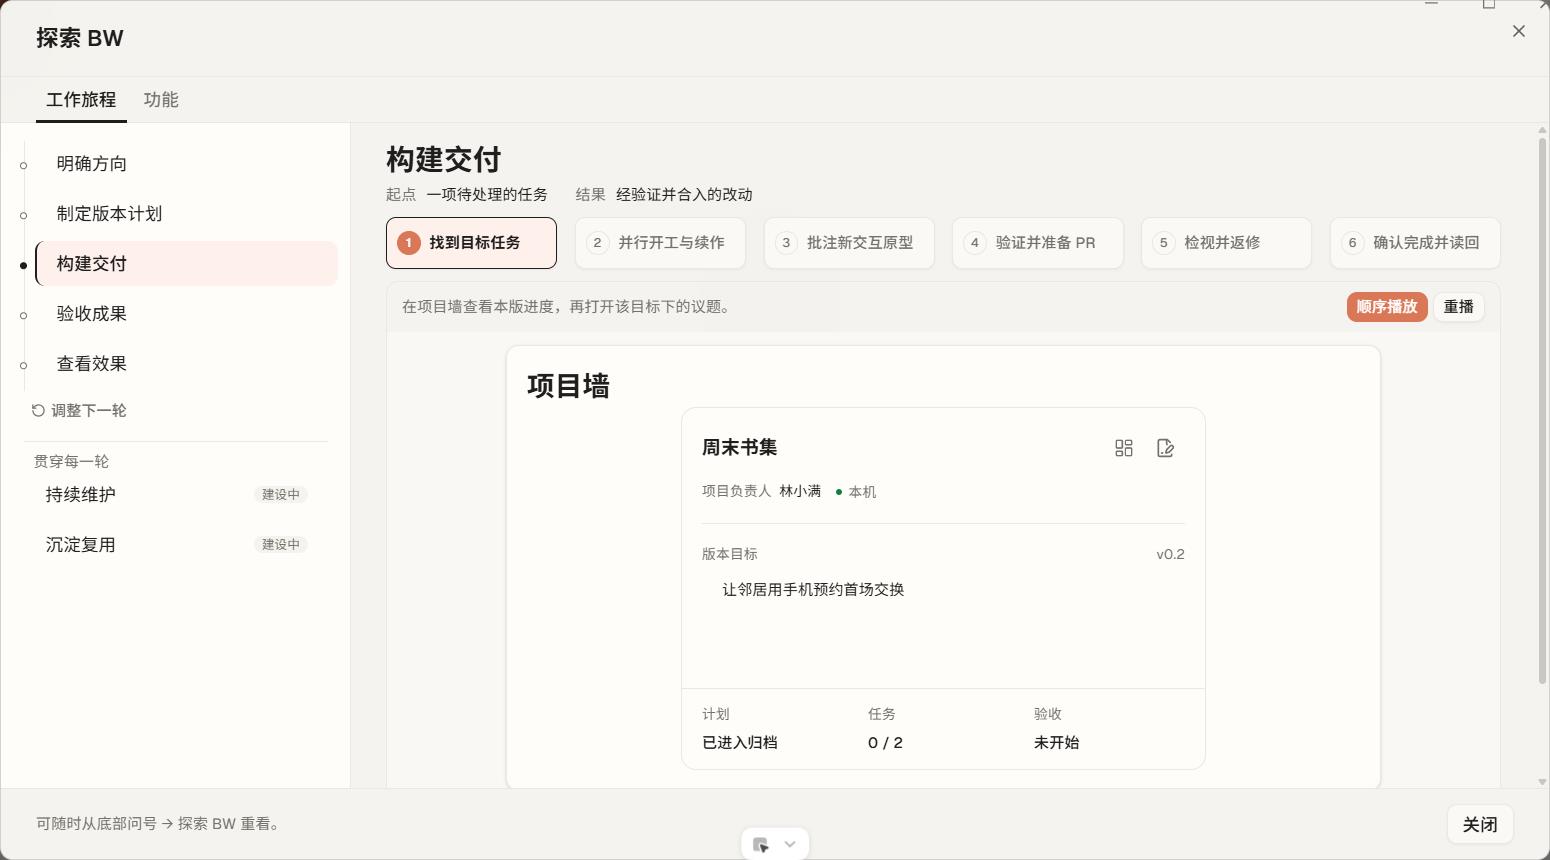 探索 BW
工作旅程 功能
明确方向
制定版本计划
构建交付
验收成果
查看效果
调整下一轮
贯穿每一轮
持续维护 建设中
沉淀复用 建设中
构建交付
起点 一项待处理的任务 结果 经验证并合入的改动
1 找到目标任务
2 并行开工与续作
3 批注新交互原型
4 验证并准备 PR
5 检视并返修
6 确认完成并读回
在项目墙查看本版进度，再打开该目标下的议题。
顺序播放 重播
项目墙
周末书集
项目负责人 林小满 本机
版本目标 v0.2
让邻居用手机预约首场交换
计划 任务 验收
已进入归档 0 / 2 未开始
可随时从底部问号 → 探索 BW 重看。
关闭